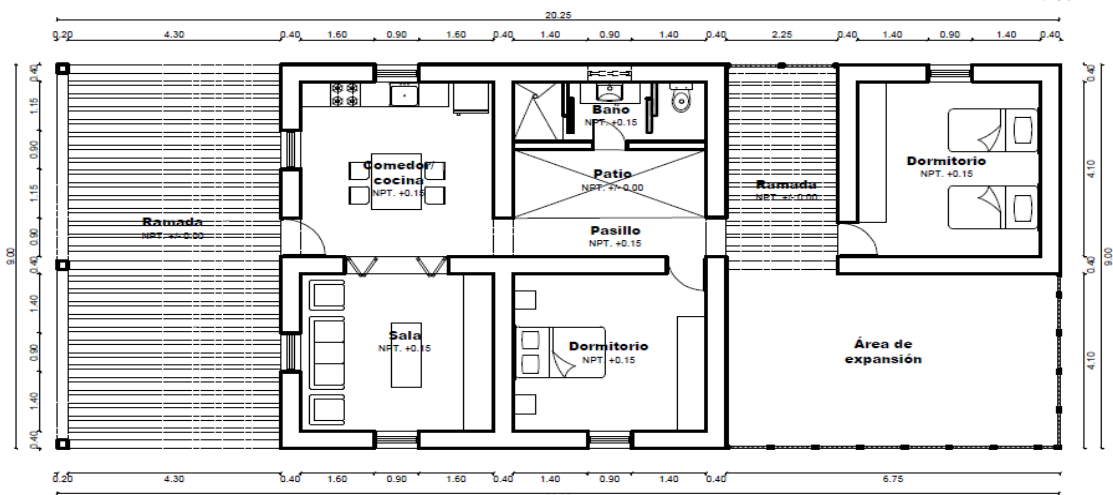 20.25
0.20 4.30 0.40 1.60 0.90 1.60 0.40 1.40 0.90 1.40 0.40 2.25 0.40 1.40 0.90 1.40 0.40
0.40
1.15
0.90
1.15
0.90
0.40
1.40
0.90
1.40
0.40
9.00
Baño
NPT. +0.15
Comedor/
cocina
NPT. +0.15
Patio
NPT. +/- 0.00
Ramada
NPT. +/- 0.00
Dormitorio
NPT. +0.15
Ramada
NPT. +/- 0.00
Pasillo
NPT. +0.15
Sala
NPT. +0.15
Dormitorio
NPT. +0.15
Área de
expansión
0.40
4.10
0.40
4.10
9.00
0.20 4.30 0.40 1.60 0.90 1.60 0.40 1.40 0.90 1.40 0.40 6.75